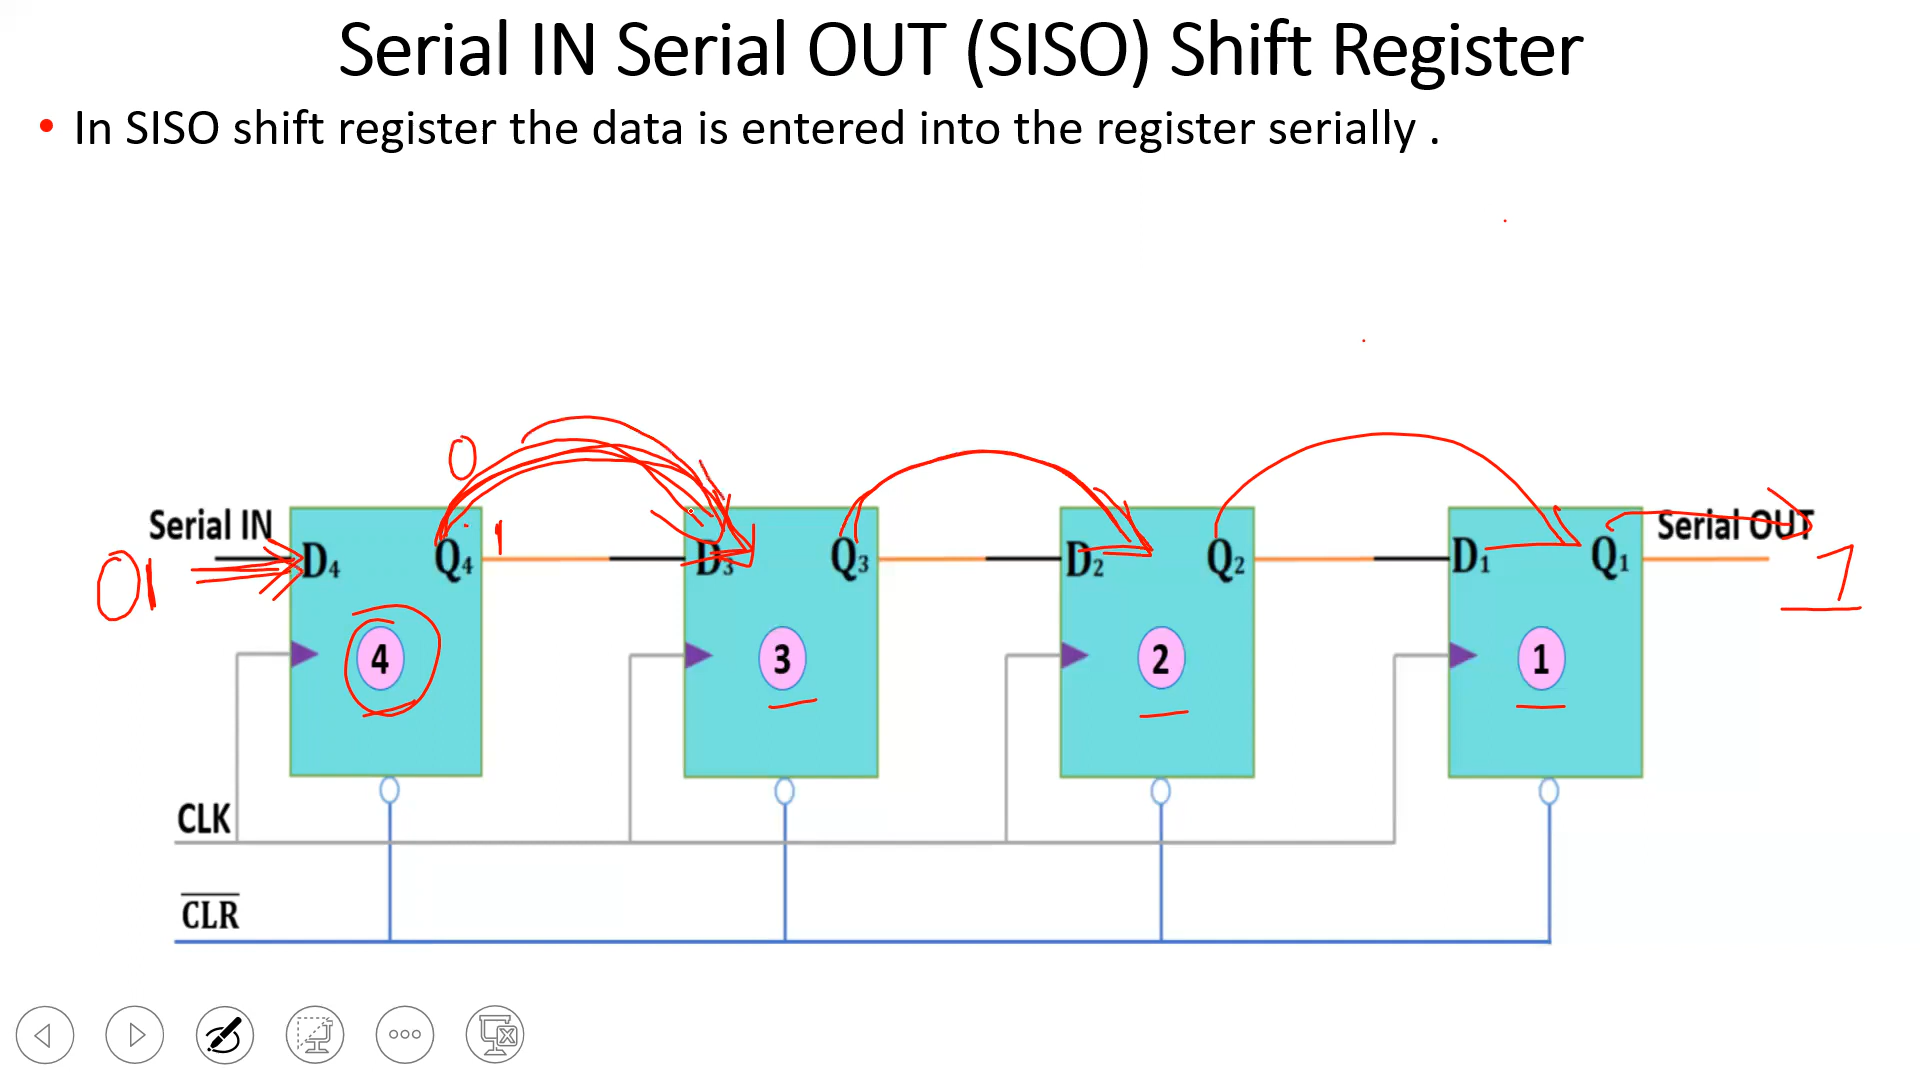 Serial IN Serial OUT (SISO) Shift Register
• In SISO shift register the data is entered into the register serially .
0
Serial IN
Serial OUT
D4 Q4 1 D3 Q3 D2 Q2 D1 Q1
01
1
4 3 2 1
CLK
CLR